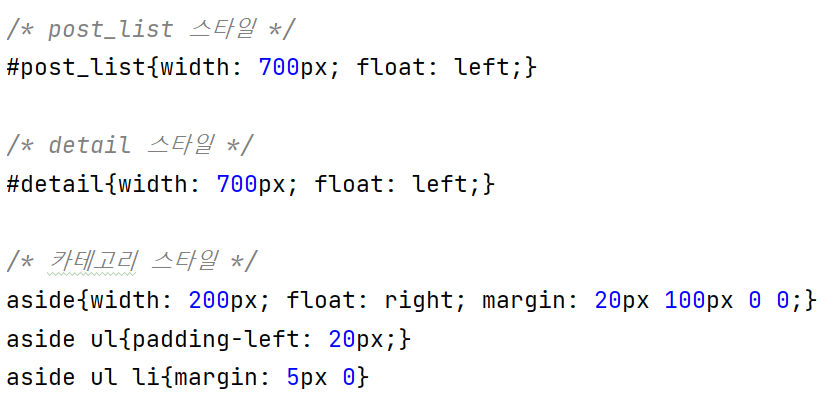 /* post_list 스타일 */
#post_list{width: 700px; float: left;}
/* detail 스타일 */
#detail{width: 700px; float: left;}
/* 카테고리 스타일 */
aside{width: 200px; float: right; margin: 20px 100px 0 0;}
aside ul{padding-left: 20px;}
aside ul li{margin: 5px 0}